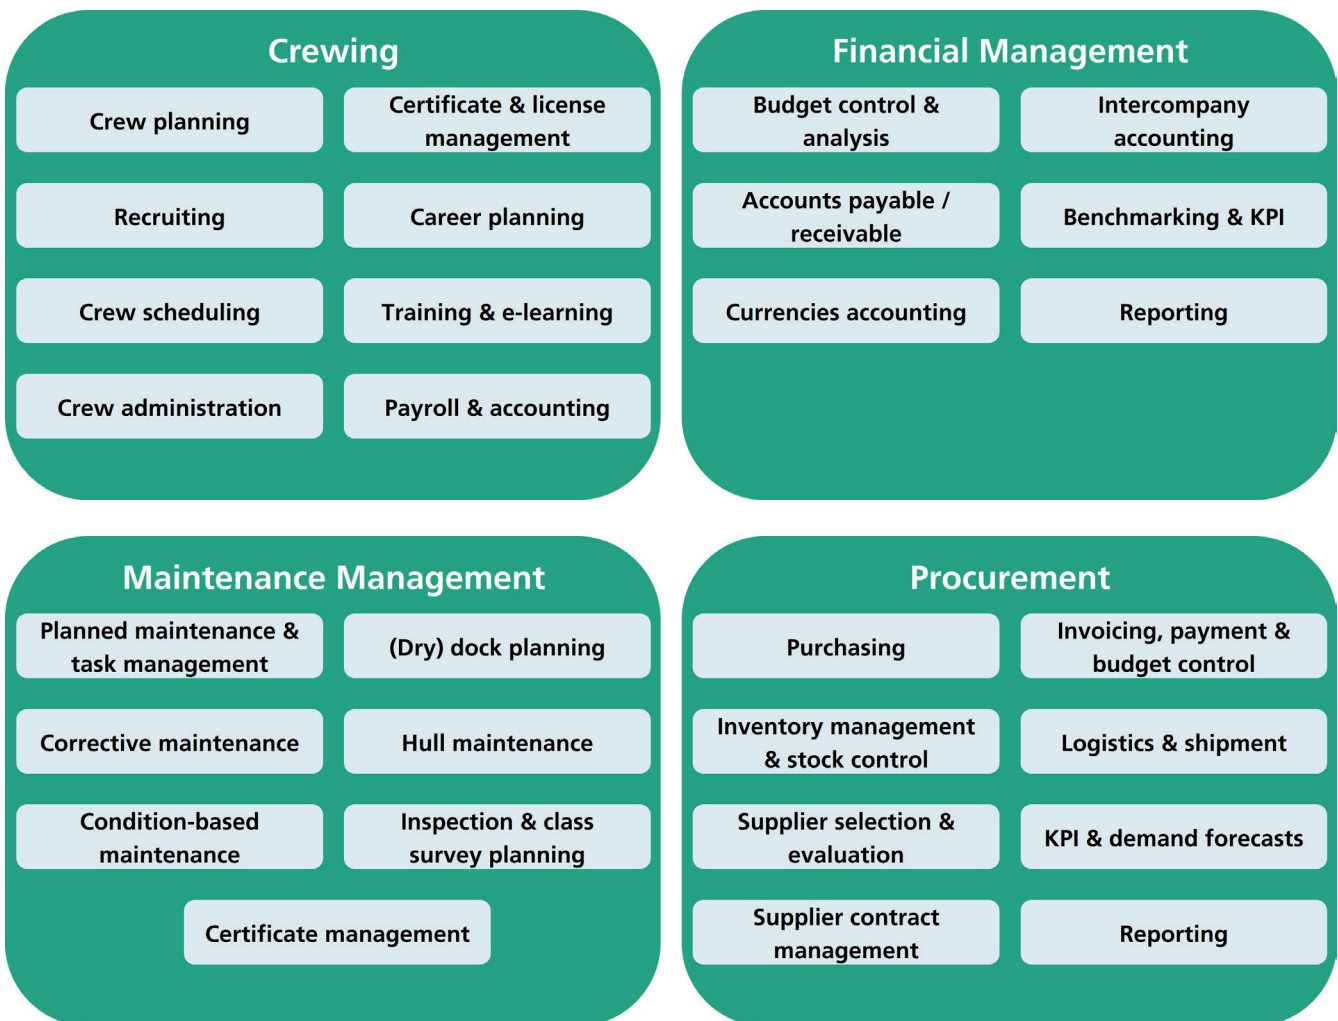 Crewing
Crew planning
Certificate & license
management
Recruiting
Career planning
Crew scheduling
Training & e-learning
Crew administration
Payroll & accounting
Financial Management
Budget control &
analysis
Intercompany
accounting
Accounts payable /
receivable
Benchmarking & KPI
Currencies accounting
Reporting
Maintenance Management
Planned maintenance &
task management
(Dry) dock planning
Corrective maintenance
Hull maintenance
Condition-based
maintenance
Inspection & class
survey planning
Certificate management
Procurement
Purchasing
Invoicing, payment &
budget control
Inventory management
& stock control
Logistics & shipment
Supplier selection &
evaluation
KPI & demand forecasts
Supplier contract
management
Reporting